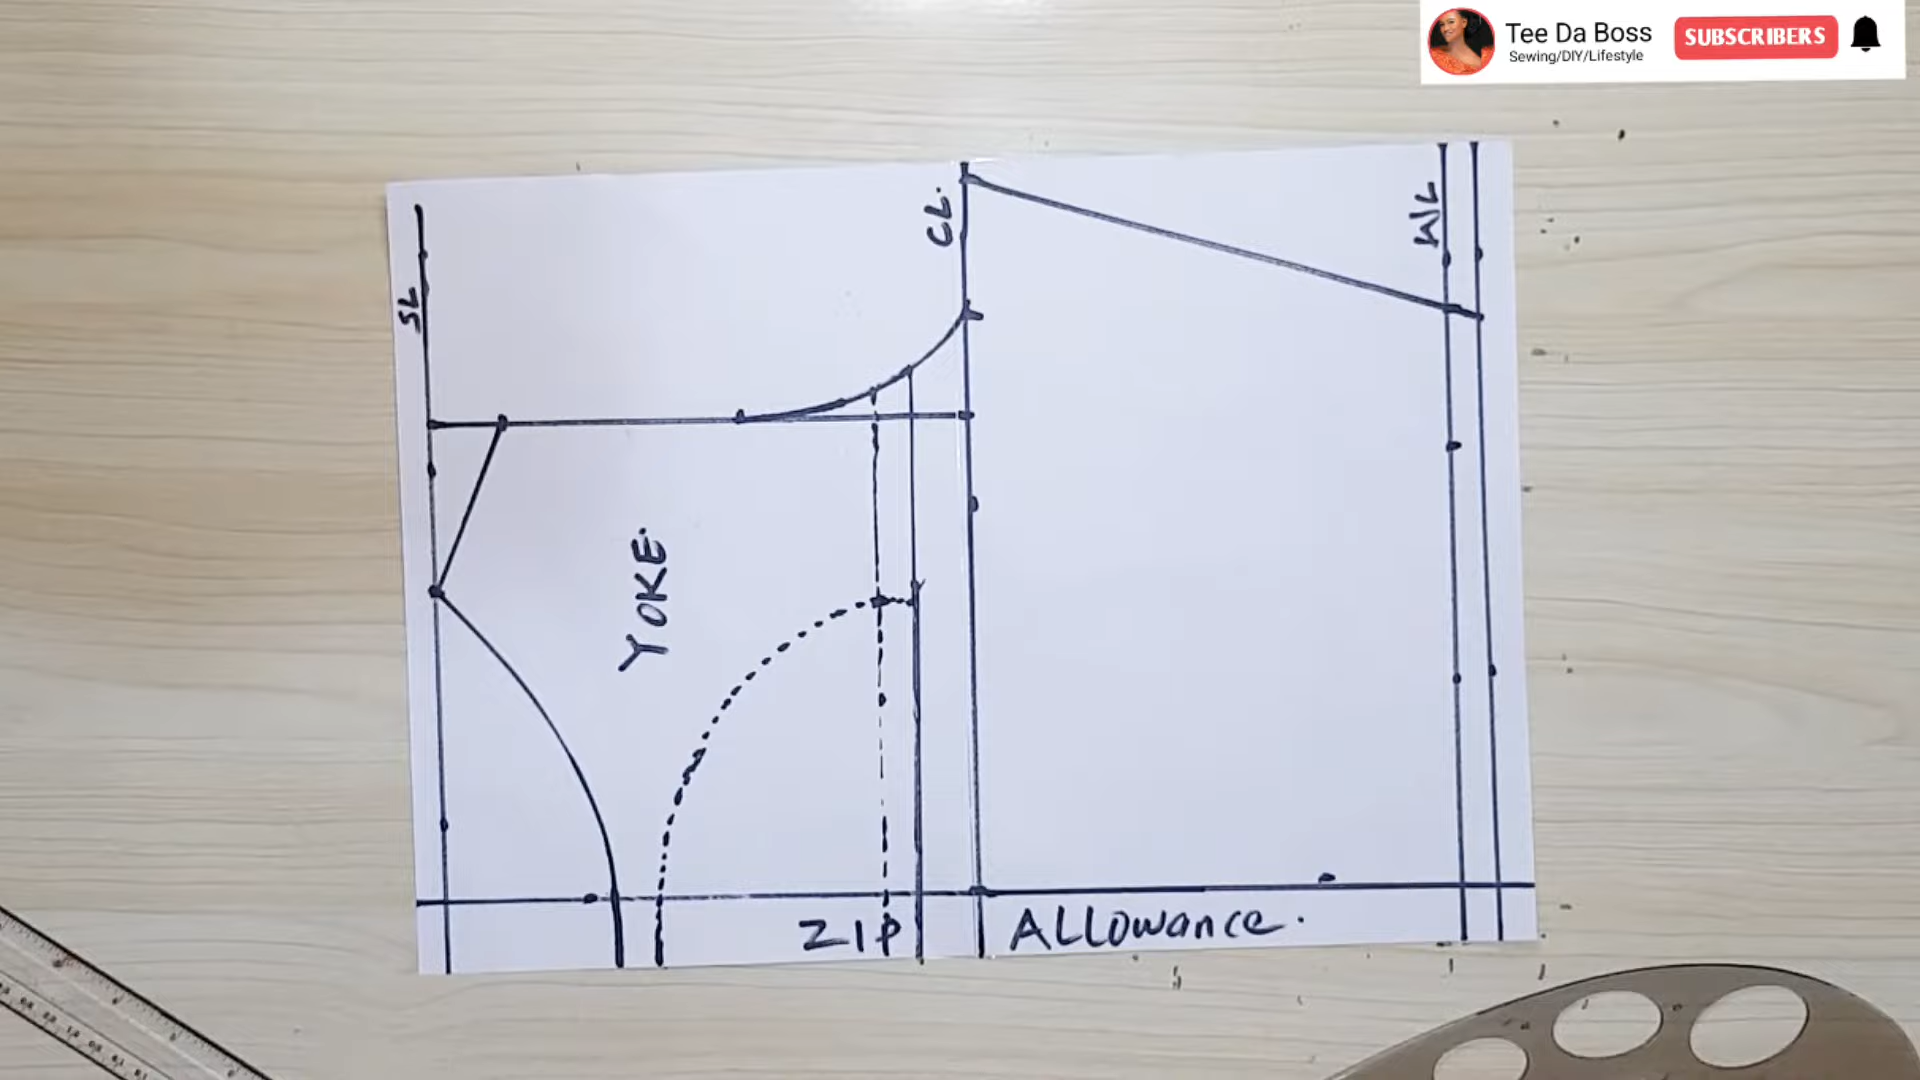 Tee Da Boss
SUBSCRIBERS
Sewing/DIY/Lifestyle
SL
CL.
WL
YOKE.
ZIP
ALLowance.